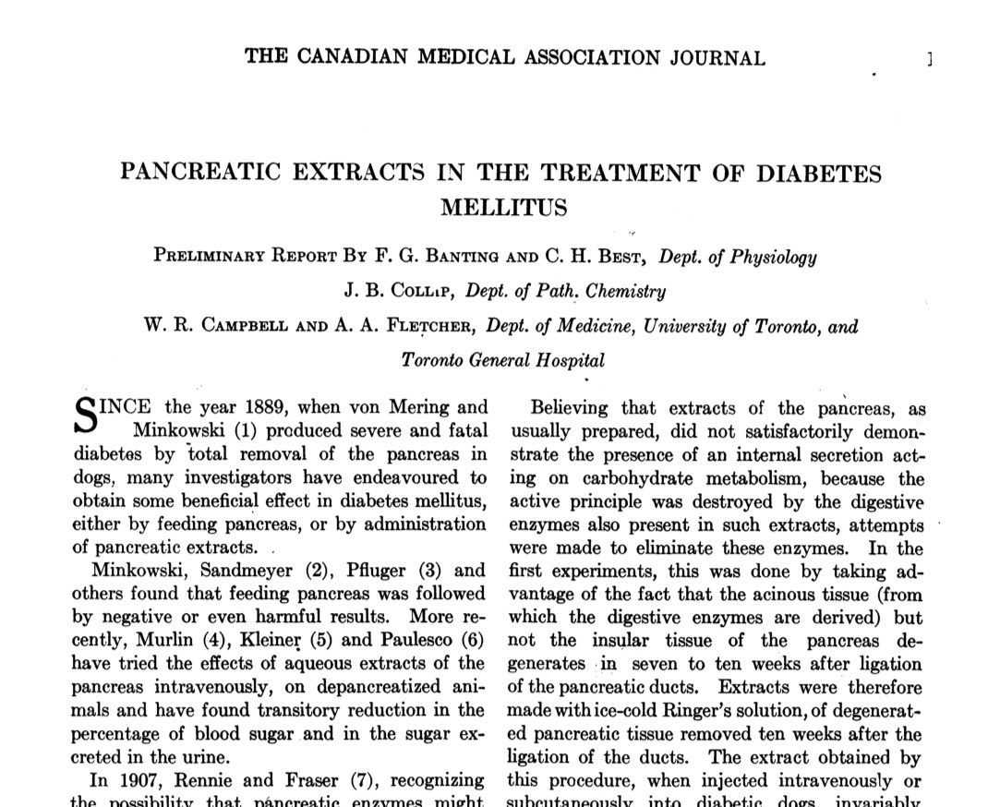 THE CANADIAN MEDICAL ASSOCIATION JOURNAL
PANCREATIC EXTRACTS IN THE TREATMENT OF DIABETES
MELLITUS
PRELIMINARY REPORT BY F. G. BANTING AND C. H. BEST, Dept. of Physiology
J. B. COLLIP, Dept. of Path. Chemistry
W. R. CAMPBELL AND A. A. FLETCHER, Dept. of Medicine, University of Toronto, and
Toronto General Hospital
SINCE the year 1889, when von Mering and
Minkowski (1) produced severe and fatal
diabetes by total removal of the pancreas in
dogs, many investigators have endeavoured to
obtain some beneficial effect in diabetes mellitus,
either by feeding pancreas, or by administration
of pancreatic extracts.
Minkowski, Sandmeyer (2), Pfluger (3) and
others found that feeding pancreas was followed
by negative or even harmful results. More re-
cently, Murlin (4), Kleiner (5) and Paulesco (6)
have tried the effects of aqueous extracts of the
pancreas intravenously, on depancreatized ani-
mals and have found transitory reduction in the
percentage of blood sugar and in the sugar ex-
creted in the urine.
In 1907, Rennie and Fraser (7), recognizing
the possibility that pancreatic enzymes might
Believing that extracts of the pancreas, as
usually prepared, did not satisfactorily demon-
strate the presence of an internal secretion act-
ing on carbohydrate metabolism, because the
active principle was destroyed by the digestive
enzymes also present in such extracts, attempts
were made to eliminate these enzymes. In the
first experiments, this was done by taking ad-
vantage of the fact that the acinous tissue (from
which the digestive enzymes are derived) but
not the insular tissue of the pancreas de-
generates in seven to ten weeks after ligation
of the pancreatic ducts. Extracts were therefore
made with ice-cold Ringer's solution, of degenerat-
ed pancreatic tissue removed ten weeks after the
ligation of the ducts. The extract obtained by
this procedure, when injected intravenously or
subcutaneously into diabetic dogs, invariably